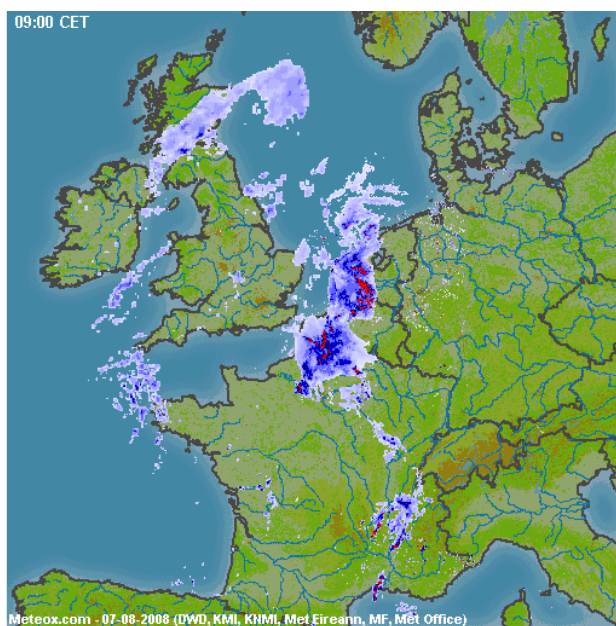 09:00 CET
Meteox.com - 07-08-2008 (DWD, KMI, KNMI, Met Eireann, MF, Met Office)